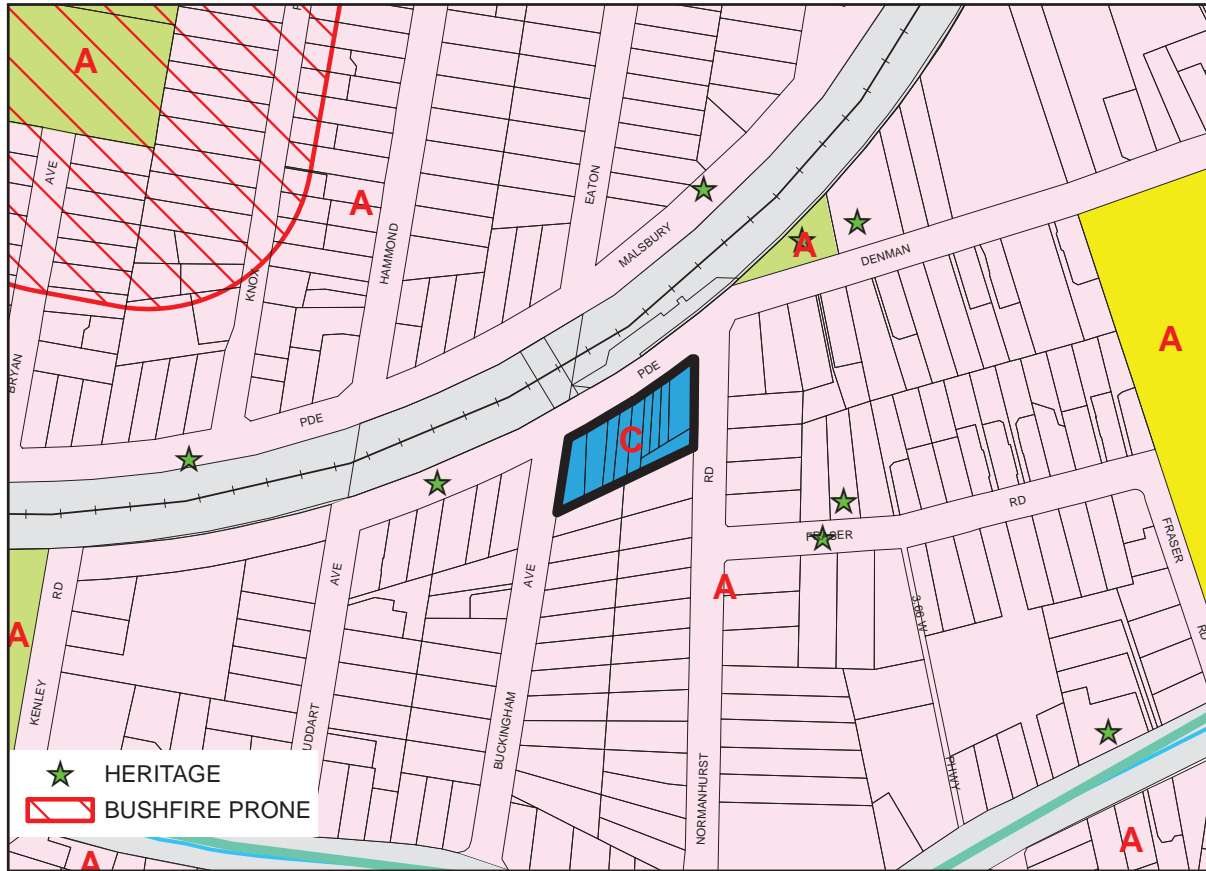 A
AVE
EATON
A
MALSBURY
A
DENMAN
HAMMOND
KNOX
A
BRYAN
PDE
PDE
C
RD
RD
FRASER
AVE
AVE
A
RD
3.66 W
RD
A
KENLEY
BUCKINGHAM
UDDART
NORMANHURST
PHWY
A
A
HERITAGE
BUSHFIRE PRONE